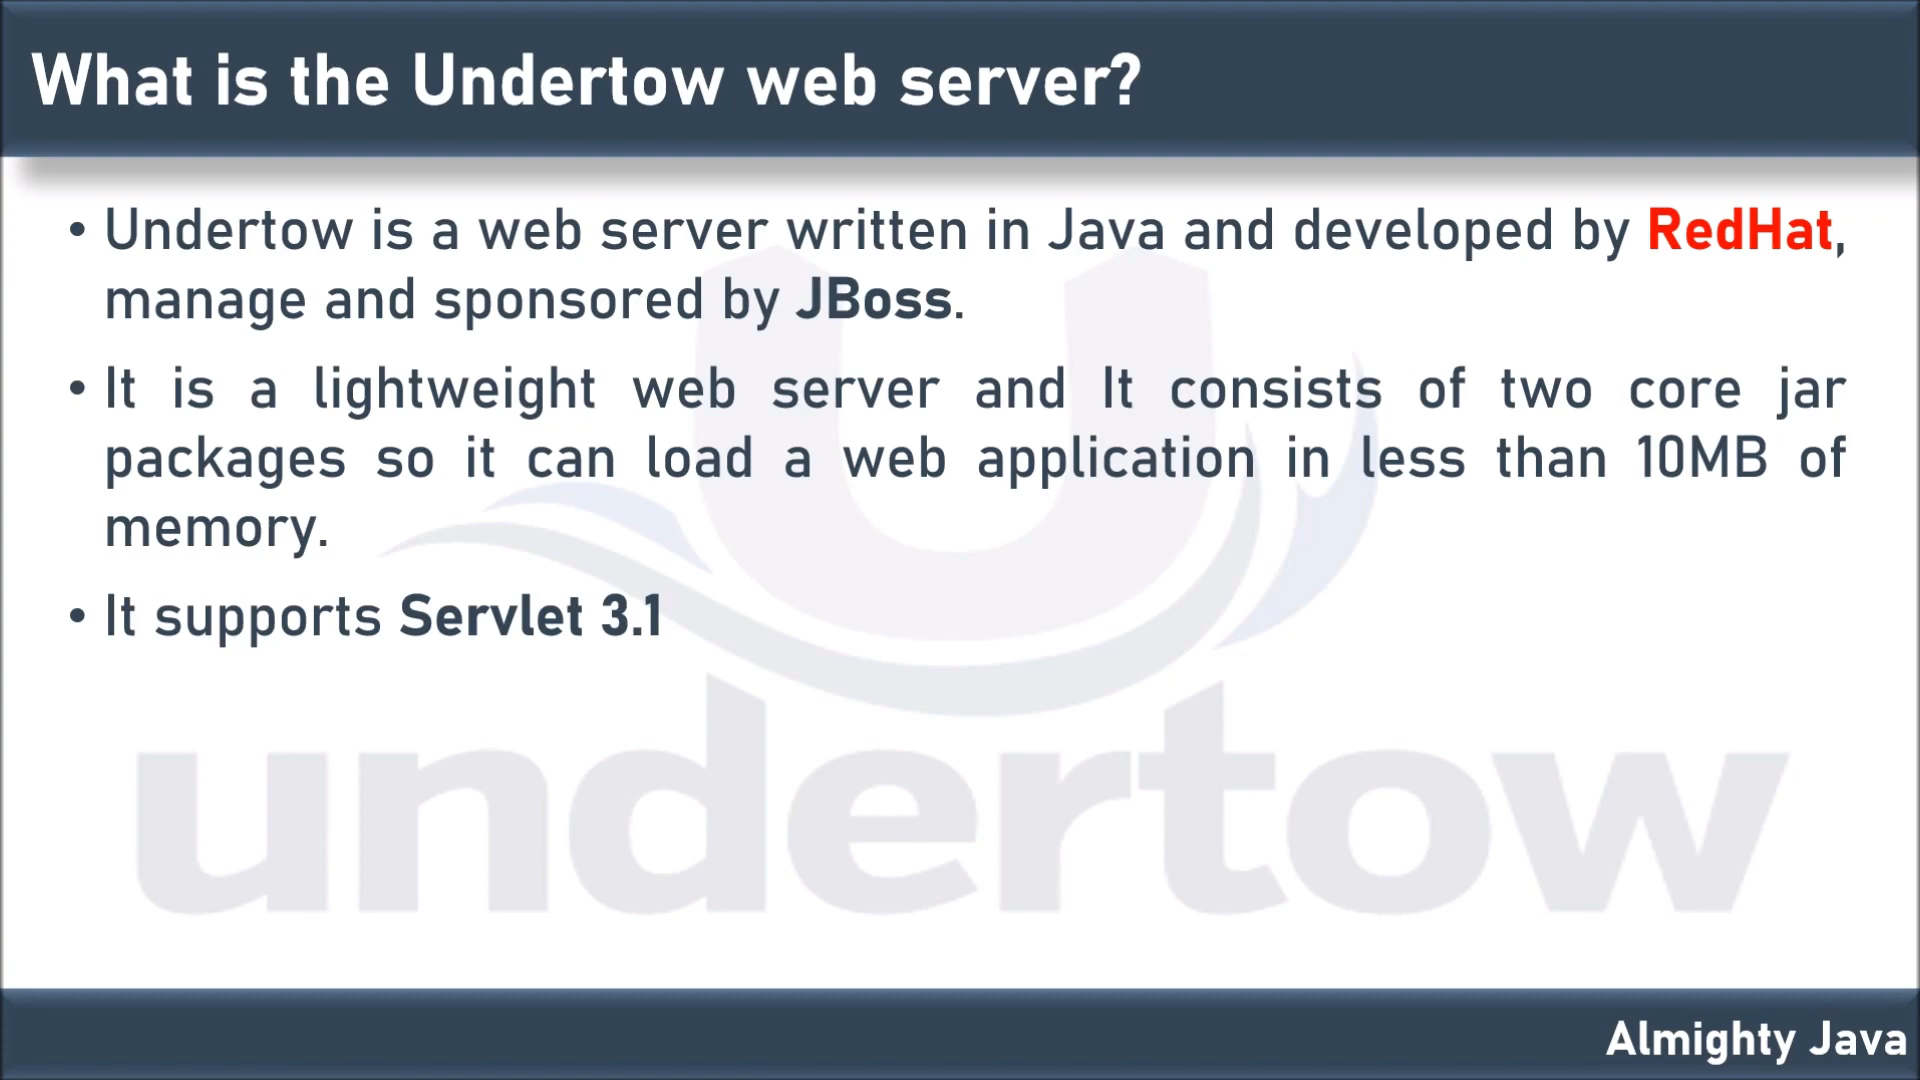 What is the Undertow web server?
• Undertow is a web server written in Java and developed by RedHat,
manage and sponsored by JBoss.
• It is a lightweight web server and It consists of two core jar
packages so it can load a web application in less than 10MB of
memory.
• It supports Servlet 3.1
undertow
Almighty Java